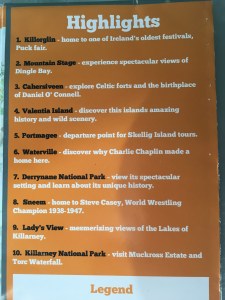 Highlights
1. Killorglin - home to one of Ireland's oldest festivals,
Puck fair.
2. Mountain Stage - experience spectacular views of
Dingle Bay.
3. Cahersiveen - explore Celtic forts and the birthplace
of Daniel O' Connell.
4. Valentia Island - discover this islands amazing
history and wild scenery.
5. Portmagee - departure point for Skellig Island tours.
6. Waterville - discover why Charlie Chaplin made a
home here.
7. Derrynane National Park - view its spectacular
setting and learn about its unique history.
8. Sneem - home to Steve Casey, World Wrestling
Champion 1938-1947.
9. Lady's View - mesmerizing views of the Lakes of
Killarney.
10. Killarney National Park - visit Muckross Estate and
Torc Waterfall.
Legend